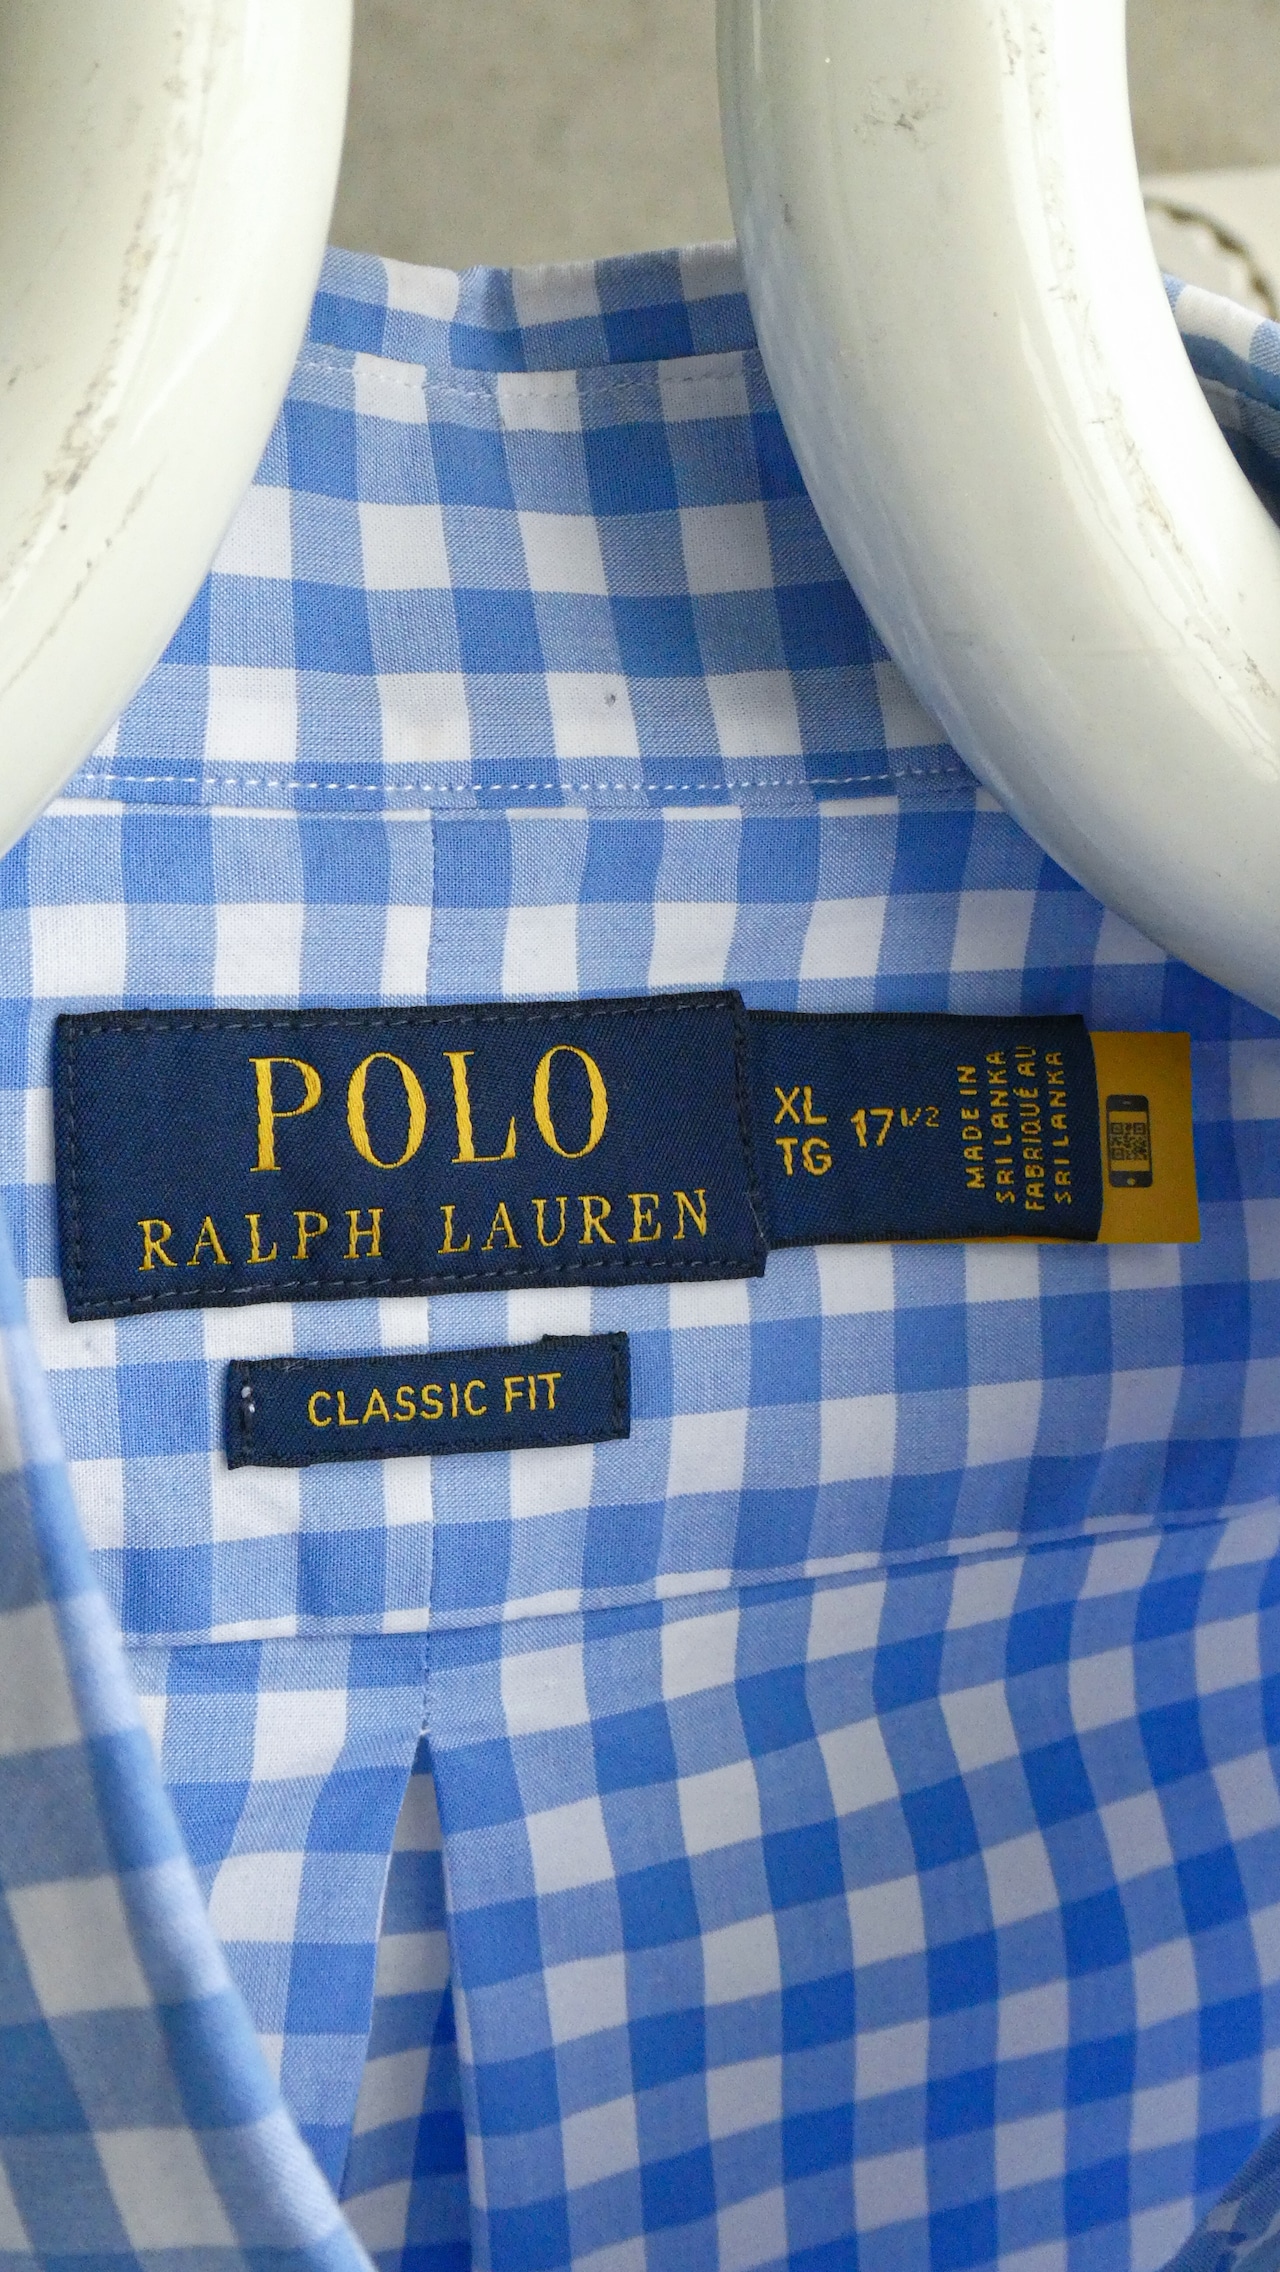 POLO
RALPH LAUREN
XL
TG
17 1/2
MADE IN
SRI LANKA
FABRIQUÉ AU
SRI LANKA
CLASSIC FIT